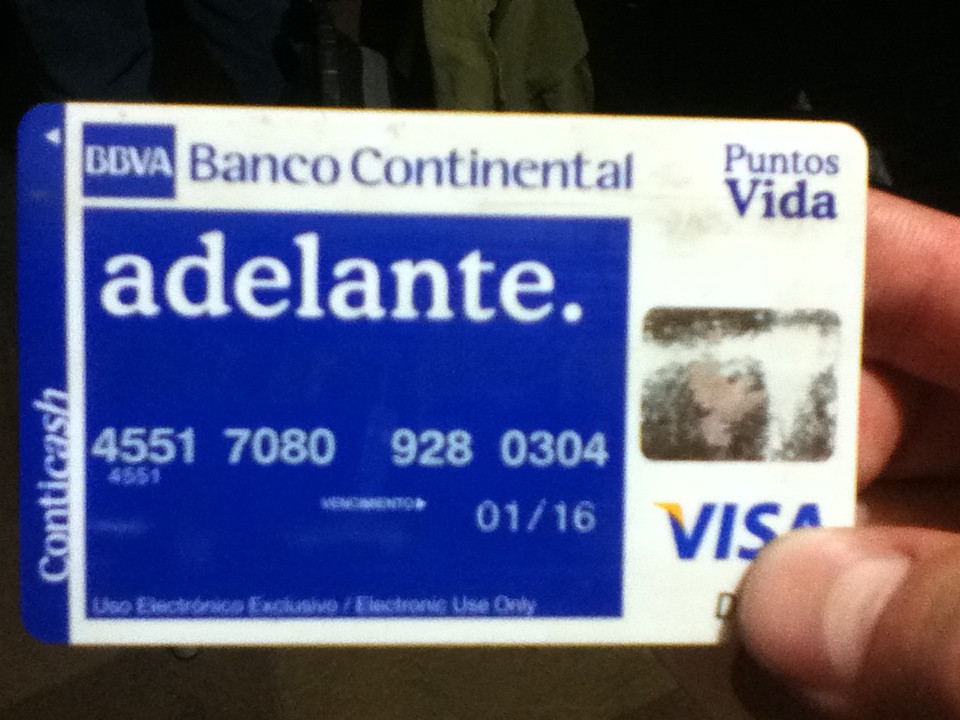 BBVA Banco Continental
Puntos
Vida
adelante.
Conticash
4551 7080 928 0304
4551
VENCIMIENTO
01/16
VISA
Uso Electrónico Exclusivo / Electronic Use Only